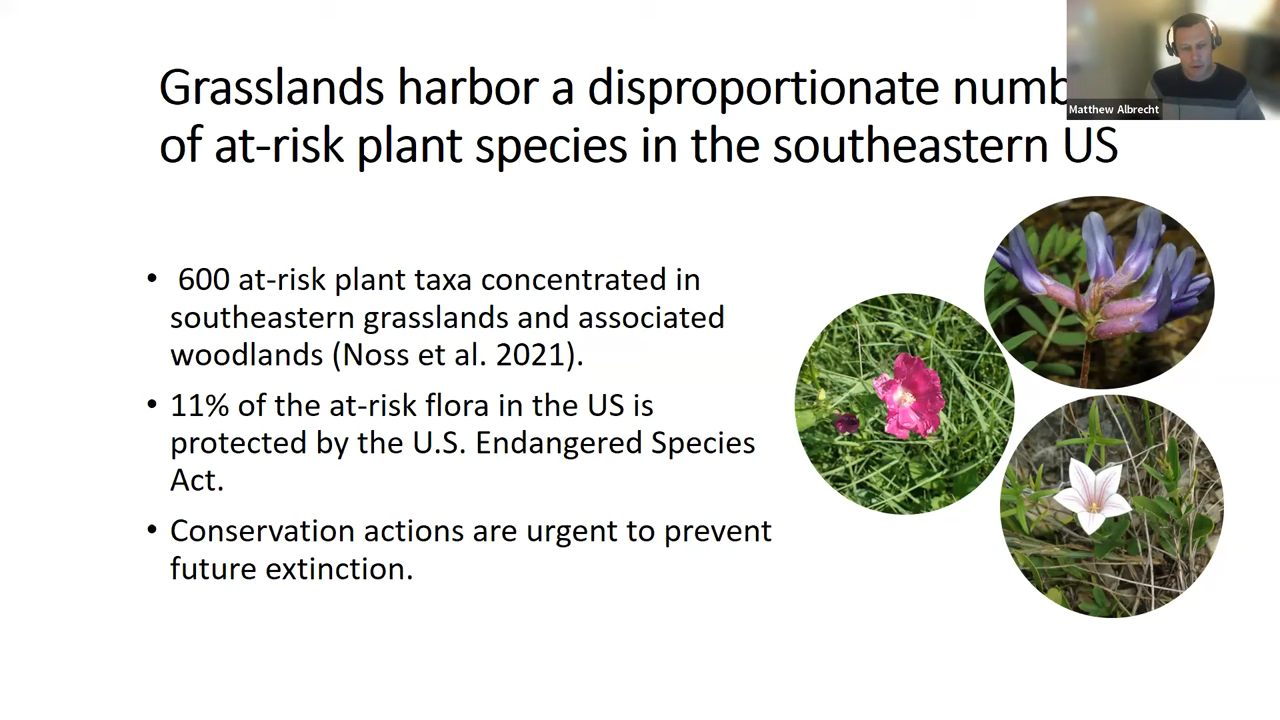 Grasslands harbor a disproportionate numb
of at-risk plant species in the southeastern US
Matthew Albrecht
• 600 at-risk plant taxa concentrated in
southeastern grasslands and associated
woodlands (Noss et al. 2021).
• 11% of the at-risk flora in the US is
protected by the U.S. Endangered Species
Act.
• Conservation actions are urgent to prevent
future extinction.